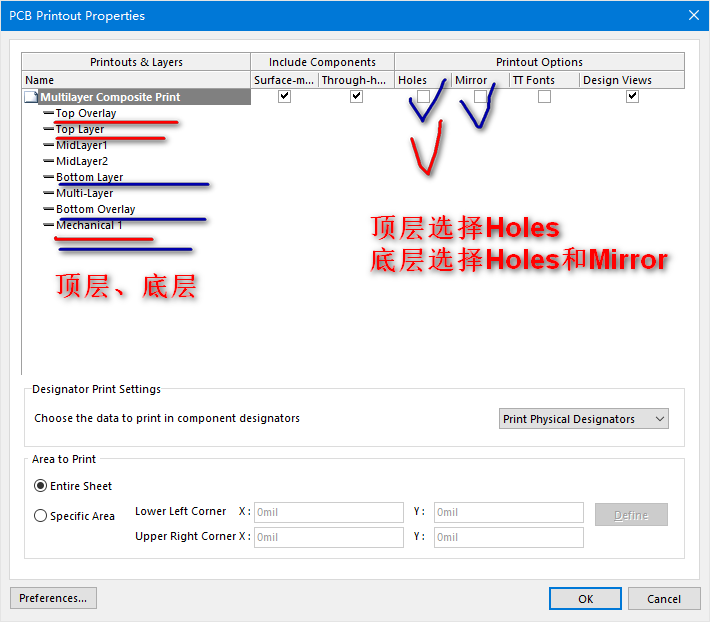 PCB Printout Properties
Printouts & Layers Include Components Printout Options
Name Surface-m... Through-h... Holes Mirror TT Fonts Design Views
Multilayer Composite Print
Top Overlay
Top Layer
MidLayer1
MidLayer2
Bottom Layer
Multi-Layer
Bottom Overlay
Mechanical 1
顶层选择Holes
底层选择Holes和Mirror
顶层、底层
Designator Print Settings
Choose the data to print in component designators Print Physical Designators
Area to Print
Entire Sheet
Specific Area Lower Left Corner X: 0mil Y: 0mil Define
Upper Right Corner X: 0mil Y: 0mil
Preferences... OK Cancel